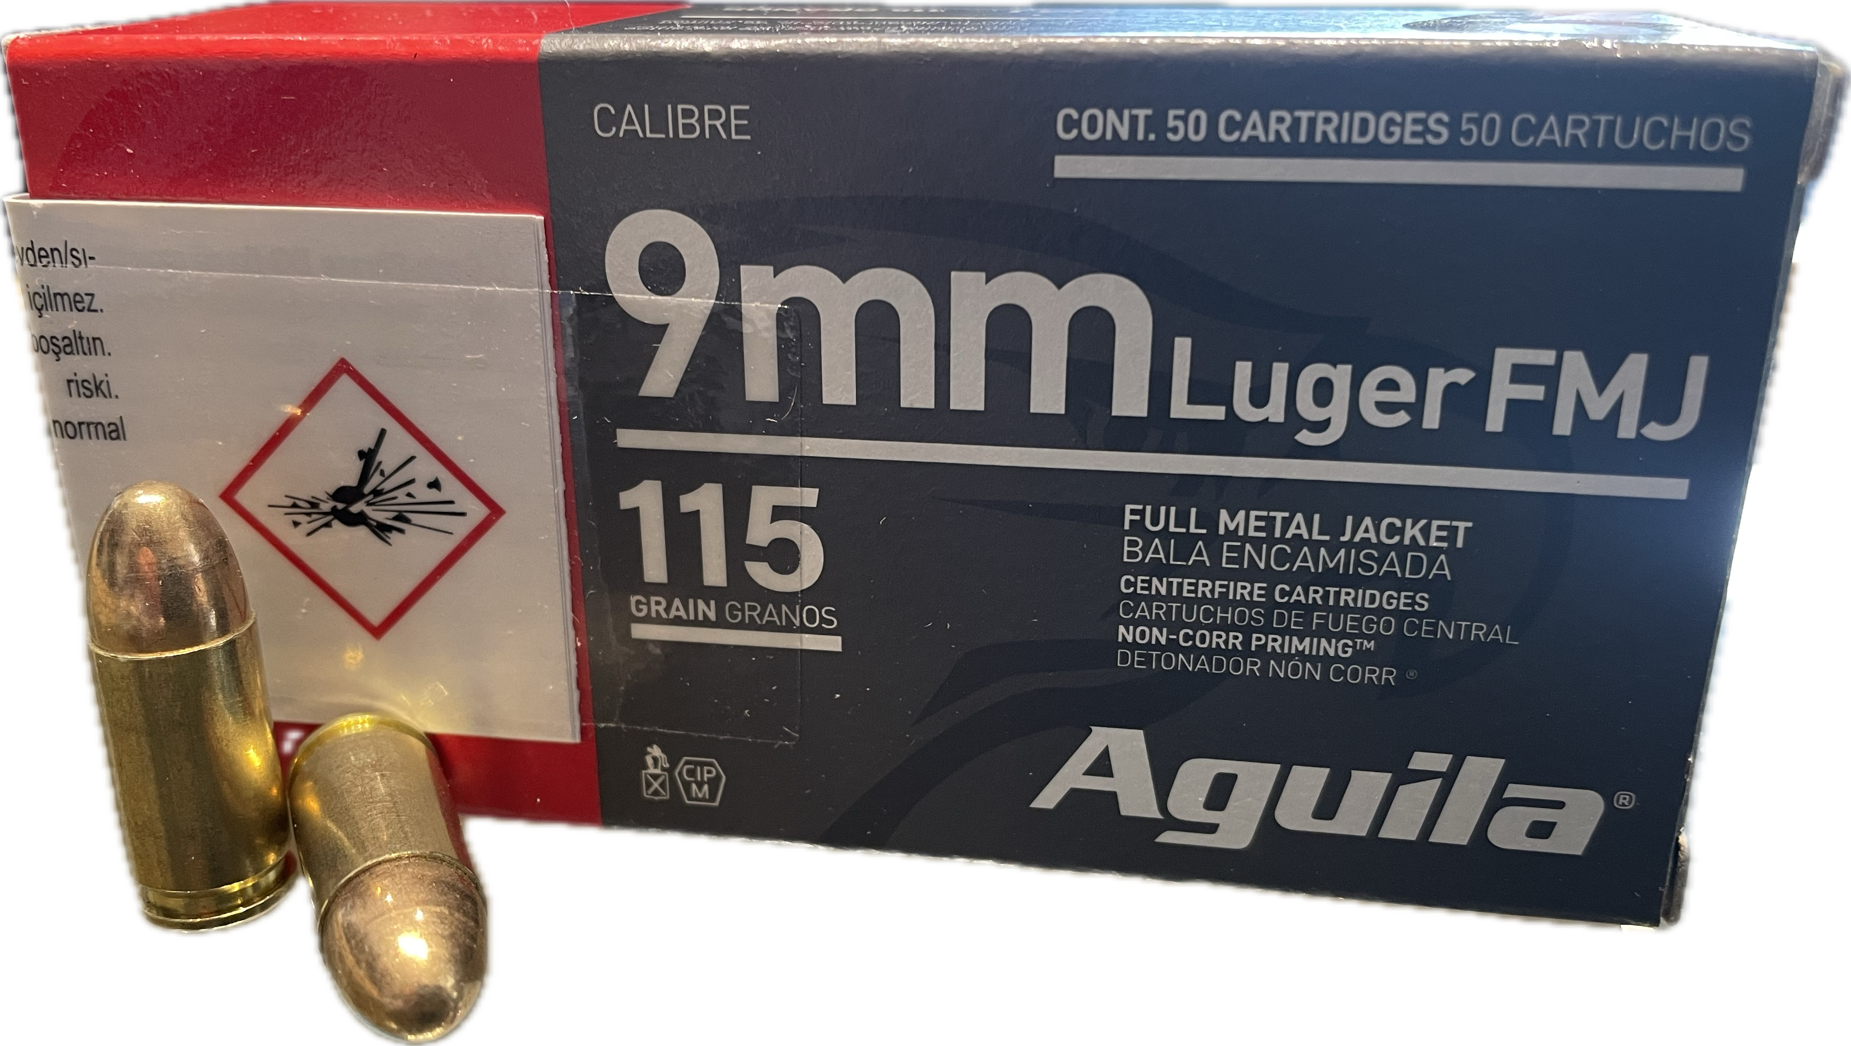 CALIBRE
CONT. 50 CARTRIDGES 50 CARTUCHOS
9mm Luger FMJ
115
GRAIN GRANOS
FULL METAL JACKET
BALA ENCAMISADA
CENTERFIRE CARTRIDGES
CARTUCHOS DE FUEGO CENTRAL
NON-CORR PRIMING™
DETONADOR NÓN CORR ®
CIP
M
Aguila®
yden/sı-
içilmez.
boşaltın.
riski.
normal